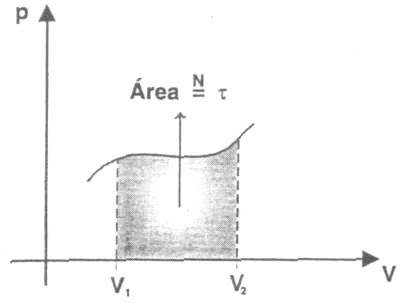 p
Área N= τ
V
V₁ V₂